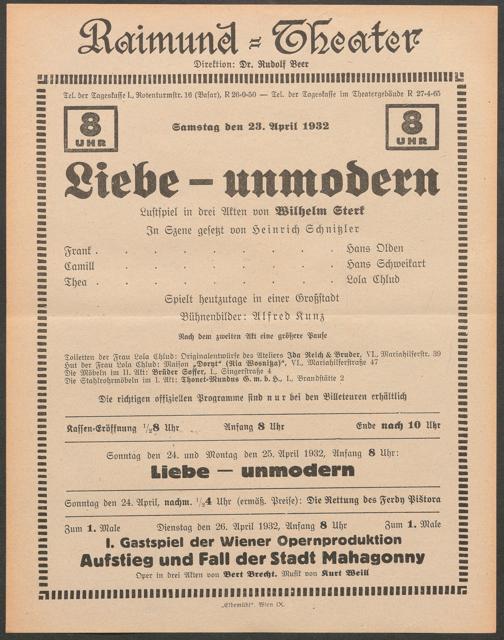 Raimund = Theater
Direktion: Dr. Rudolf Beer
Tel. der Tageskasse I., Rotenturmstr. 16 (Basar), R 26-0-50 — Tel. der Tageskasse im Theatergebäude R 27-4-65
8 UHR
Samstag den 23. April 1932
8 UHR
Liebe — unmodern
Lustspiel in drei Akten von Wilhelm Sterk
In Szene gesetzt von Heinrich Schnitzler
Frank . . . . . . . . Hans Olden
Camill . . . . . . . . Hans Schweikart
Thea . . . . . . . . Lola Chlud
Spielt heutzutage in einer Großstadt
Bühnenbilder: Alfred Kunz
Nach dem zweiten Akt eine größere Pause
Toiletten der Frau Lola Chlud: Originalentwürfe des Ateliers Ida Reich & Bruder, VI., Mariahilferstr. 39
Hut der Frau Lola Chlud: Maison „Doryt“ (Ria Wosnitza“, VI., Mariahilferstraße 47
Die Möbeln im II. Akt: Brüder Soffer, I., Singerstraße 4
Die Stahlrohrmöbeln im I. Akt: Thonet-Mundus G. m. b. H., I., Brandstätte 2
Die richtigen offiziellen Programme sind nur bei den Billeteuren erhältlich
Kassen-Eröffnung ½8 Uhr Anfang 8 Uhr Ende nach 10 Uhr
Sonntag den 24. und Montag den 25. April 1932, Anfang 8 Uhr:
Liebe — unmodern
Sonntag den 24. April, nachm. ½4 Uhr (ermäß. Preise): Die Rettung des Ferdy Pistora
Zum 1. Male Dienstag den 26. April 1932, Anfang 8 Uhr Zum 1. Male
I. Gastspiel der Wiener Opernproduktion
Aufstieg und Fall der Stadt Mahagonny
Oper in drei Akten von Bert Brecht. Musik von Kurt Weill
„Elbemühl“, Wien IX.